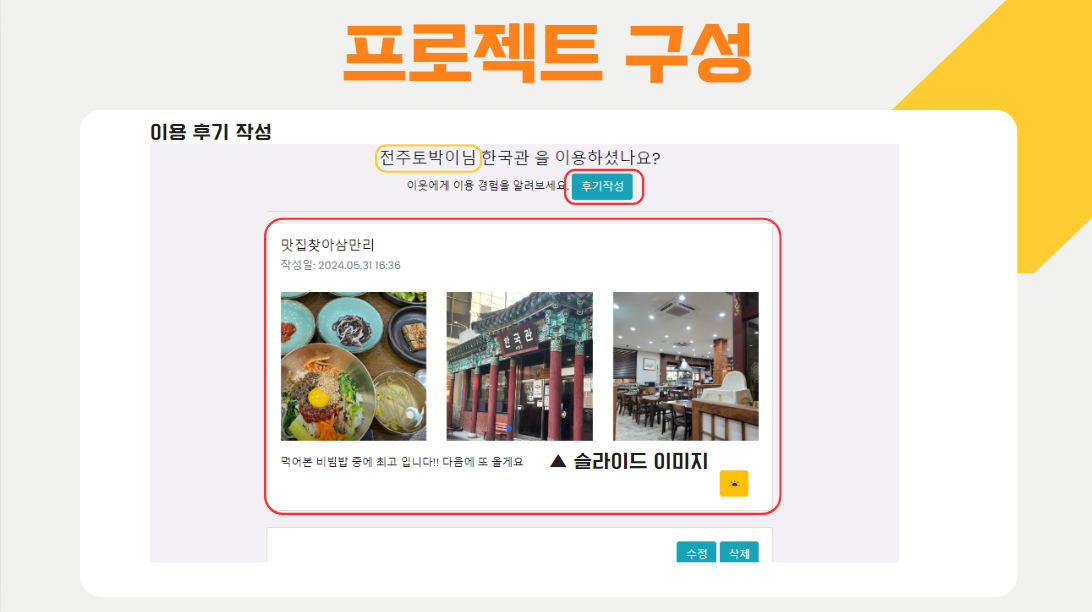 프로젝트 구성
이용 후기 작성
전주토박이님 한국관 을 이용하셨나요?
이웃에게 이용 경험을 알려보세요. 후기작성
맛집찾아삼만리
작성일: 2024.05.31 16:36
한국관
먹어본 비빔밥 중에 최고 입니다!! 다음에 또 올게요
▲ 슬라이드 이미지
수정 삭제